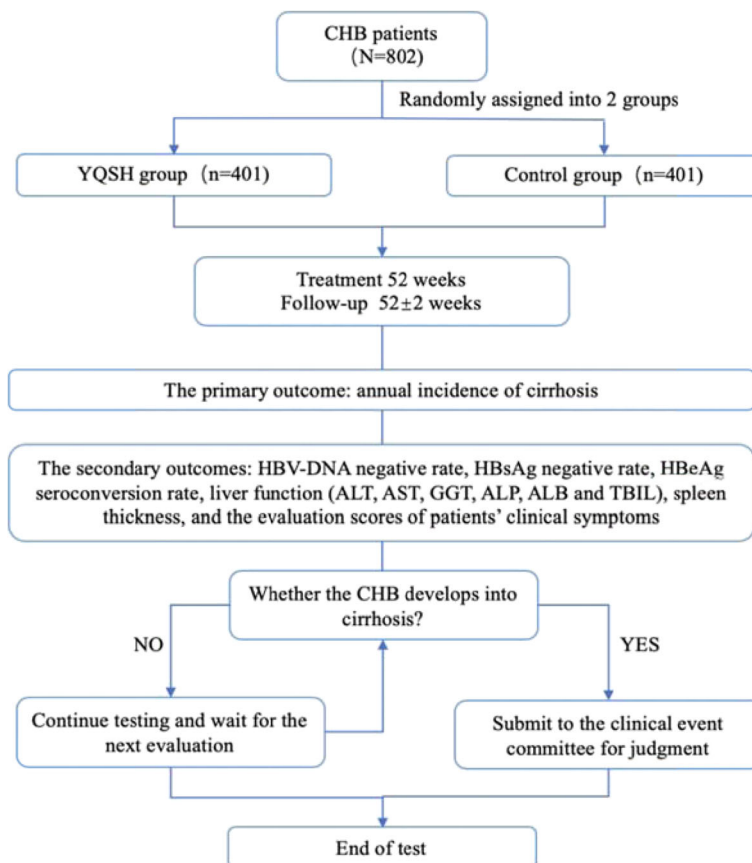 CHB patients
(N=802)
Randomly assigned into 2 groups
YQSH group (n=401)
Control group (n=401)
Treatment 52 weeks
Follow-up 52±2 weeks
The primary outcome: annual incidence of cirrhosis
The secondary outcomes: HBV-DNA negative rate, HBsAg negative rate, HBeAg
seroconversion rate, liver function (ALT, AST, GGT, ALP, ALB and TBIL), spleen
thickness, and the evaluation scores of patients’ clinical symptoms
Whether the CHB develops into
cirrhosis?
NO
YES
Continue testing and wait for the
next evaluation
Submit to the clinical event
committee for judgment
End of test